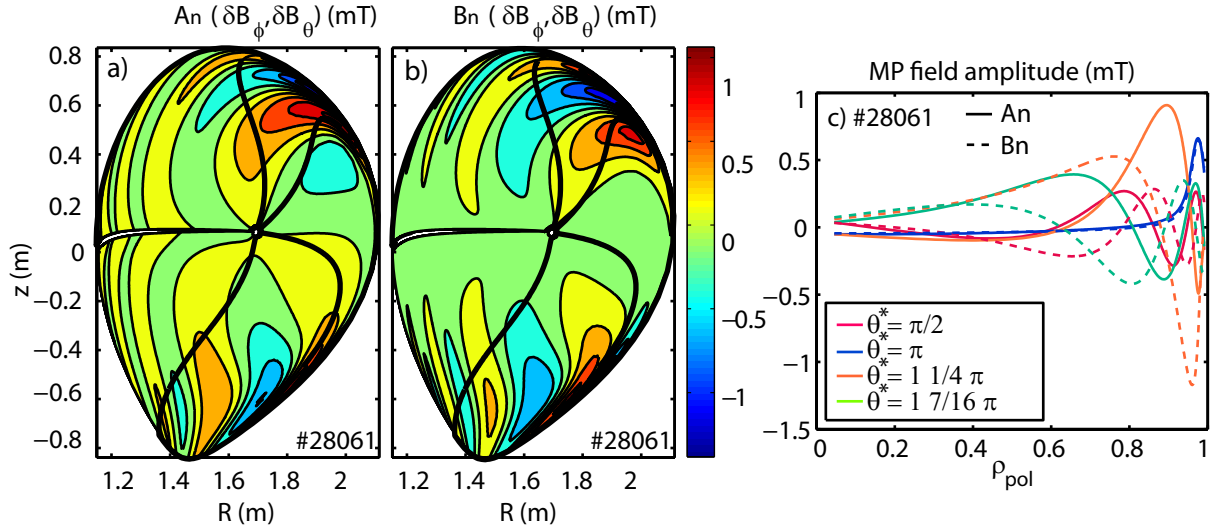 An ( δB_ϕ,δB_θ) (mT)
Bn ( δB_ϕ,δB_θ) (mT)
a)
b)
z (m)
0.8
0.6
0.4
0.2
0
−0.2
−0.4
−0.6
−0.8
#28061
#28061
1.2 1.4 1.6 1.8 2
R (m)
1.2 1.4 1.6 1.8 2
R (m)
1
0.5
0
−0.5
−1
MP field amplitude (mT)
c) #28061
An
Bn
1
0.5
0
-0.5
−1
−1.5
θ*= π/2
θ*= π
θ*= 1 1/4 π
θ*= 1 7/16 π
0 0.2 0.4 0.6 0.8 1
ρpol